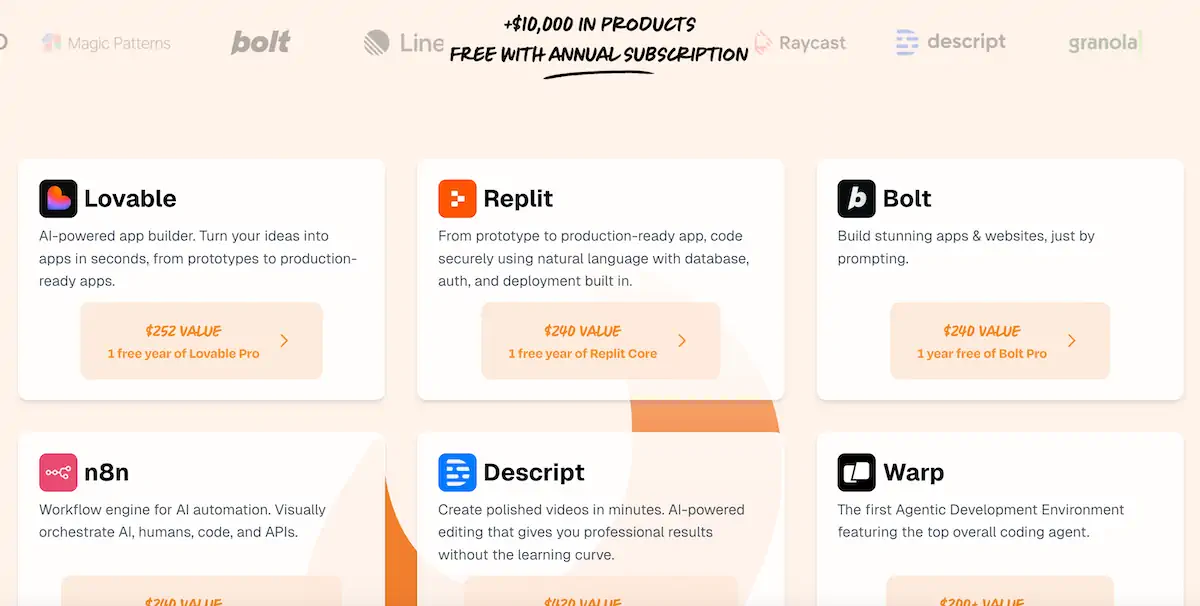 +$10,000 IN PRODUCTS
Magic Patterns
bolt
Line
FREE WITH ANNUAL SUBSCRIPTION
Raycast
descript
granola
Lovable
AI-powered app builder. Turn your ideas into
apps in seconds, from prototypes to production-
ready apps.
$252 VALUE
1 free year of Lovable Pro
Replit
From prototype to production-ready app, code
securely using natural language with database,
auth, and deployment built in.
$240 VALUE
1 free year of Replit Core
Bolt
Build stunning apps & websites, just by
prompting.
$240 VALUE
1 year free of Bolt Pro
n8n
Workflow engine for AI automation. Visually
orchestrate AI, humans, code, and APIs.
$240 VALUE
Descript
Create polished videos in minutes. AI-powered
editing that gives you professional results
without the learning curve.
$420 VALUE
Warp
The first Agentic Development Environment
featuring the top overall coding agent.
$200+ VALUE